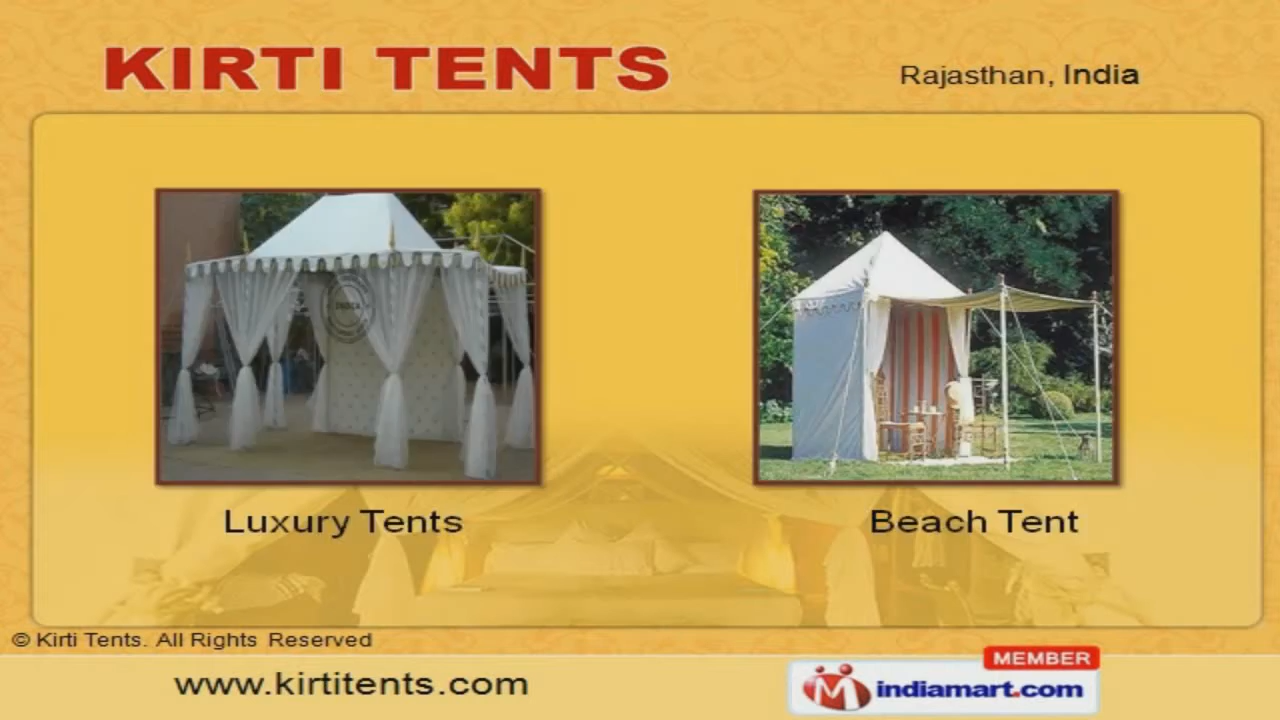 KIRTI TENTS
Rajasthan, India
Luxury Tents
Beach Tent
© Kirti Tents. All Rights Reserved
www.kirtitents.com
MEMBER
indiamart.com